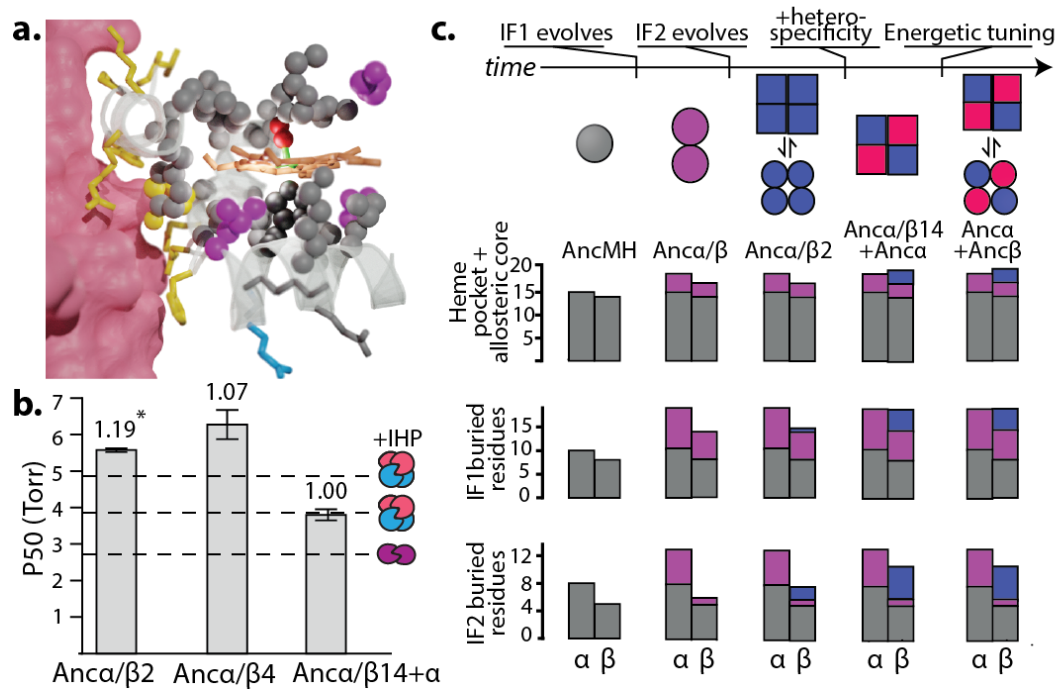 a.
b.
7
6
5
4
3
2
1
P50 (Torr)
1.19*
1.07
1.00
+IHP
Ancα/β2
Ancα/β4
Ancα/β14+α
c.
IF1 evolves
IF2 evolves
+hetero-
specificity
Energetic tuning
time
AncMH
Ancα/β
Ancα/β2
Ancα/β14
+Ancα
Ancα
+Ancβ
Heme
pocket +
allosteric core
20
15
10
5
IF1 buried
residues
15
10
5
0
IF2 buried
residues
12
8
4
0
α β
α β
α β
α β
α β